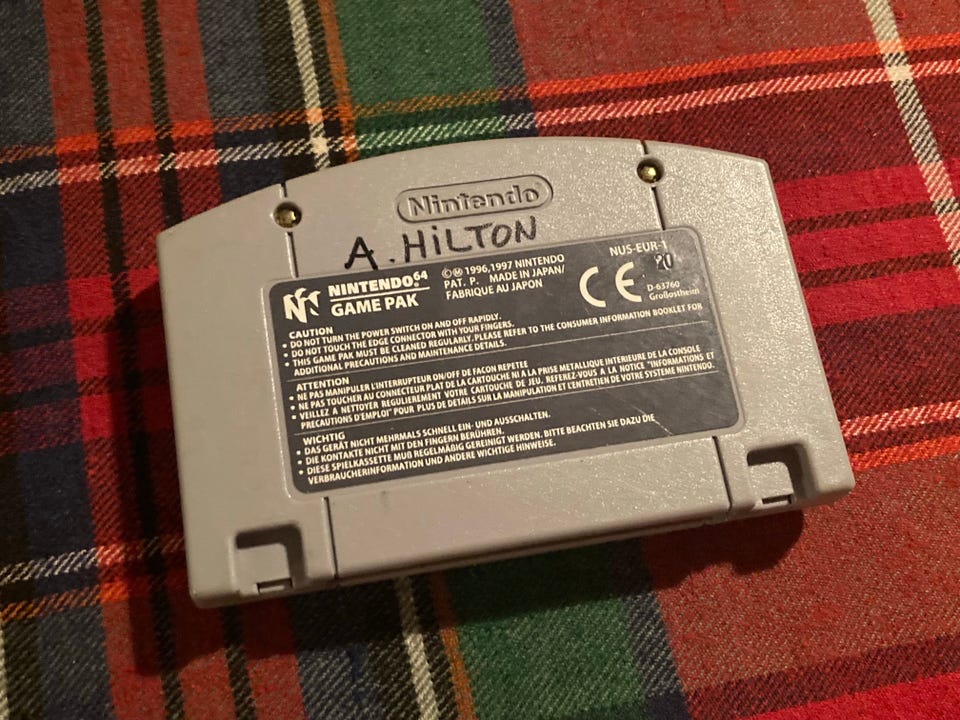 Nintendo
A. HiLTON
NINTENDO64
GAME PAK
©Ⓜ 1996,1997 NINTENDO
PAT. P. MADE IN JAPAN/
FABRIQUE AU JAPON
NUS-EUR-1
20
CE
D-63760
Großostheim
CAUTION
• DO NOT TURN THE POWER SWITCH ON AND OFF RAPIDLY.
• DO NOT TOUCH THE EDGE CONNECTOR WITH YOUR FINGERS.
• THIS GAME PAK MUST BE CLEANED REGULARLY. PLEASE REFER TO THE CONSUMER INFORMATION BOOKLET FOR
ADDITIONAL PRECAUTIONS AND MAINTENANCE DETAILS.
ATTENTION
• NE PAS MANIPULER L'INTERRUPTEUR ON/OFF DE FACON REPETEE
• NE PAS TOUCHER AU CONNECTEUR PLAT DE LA CARTOUCHE NI A LA PRISE METALLIQUE INTERIEURE DE LA CONSOLE
• VEILLEZ A NETTOYER REGULIEREMENT VOTRE CARTOUCHE DE JEU. REFEREZ-VOUS A LA NOTICE "INFORMATIONS ET
PRECAUTIONS D'EMPLOI" POUR PLUS DE DETAILS SUR LA MANIPULATION ET L'ENTRETIEN DE VOTRE SYSTEME NINTENDO.
WICHTIG
• DAS GERÄT NICHT MEHRMALS SCHNELL EIN- UND AUSSCHALTEN.
• DIE KONTAKTE NICHT MIT DEN FINGERN BERÜHREN.
• DIESE SPIELKASSETTE MUß REGELMÄßIG GEREINIGT WERDEN. BITTE BEACHTEN SIE DAZU DIE
VERBRAUCHERINFORMATION UND ANDERE WICHTIGE HINWEISE.